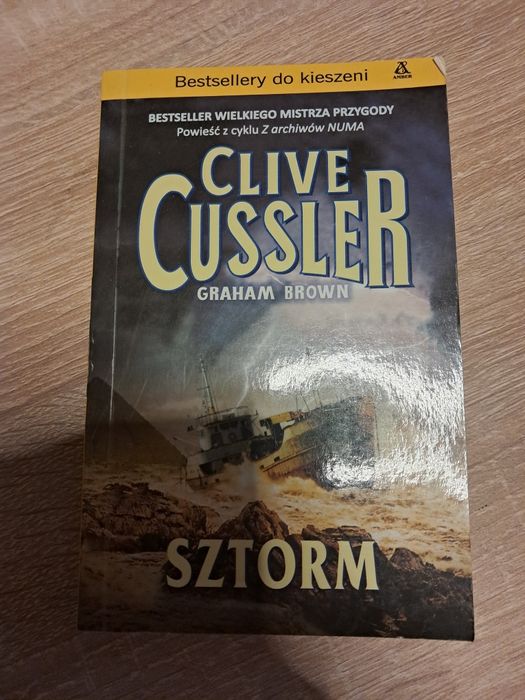 Bestsellery do kieszeni
AMBER
BESTSELLER WIELKIEGO MISTRZA PRZYGODY
Powieść z cyklu Z archiwów NUMA
CLIVE
CUSSLER
GRAHAM BROWN
SZTORM